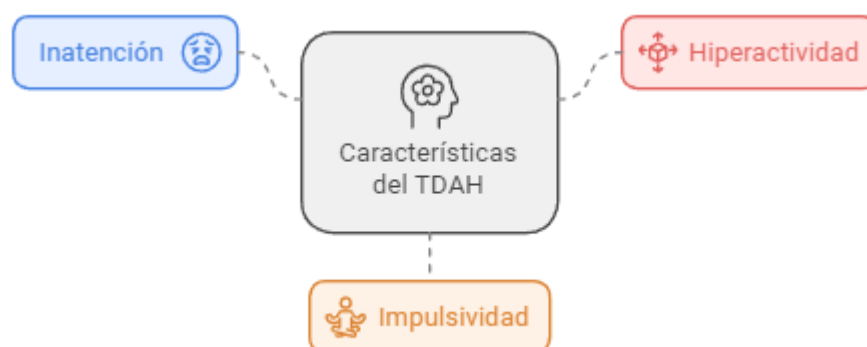 Inatención
Hiperactividad
Características
del TDAH
Impulsividad